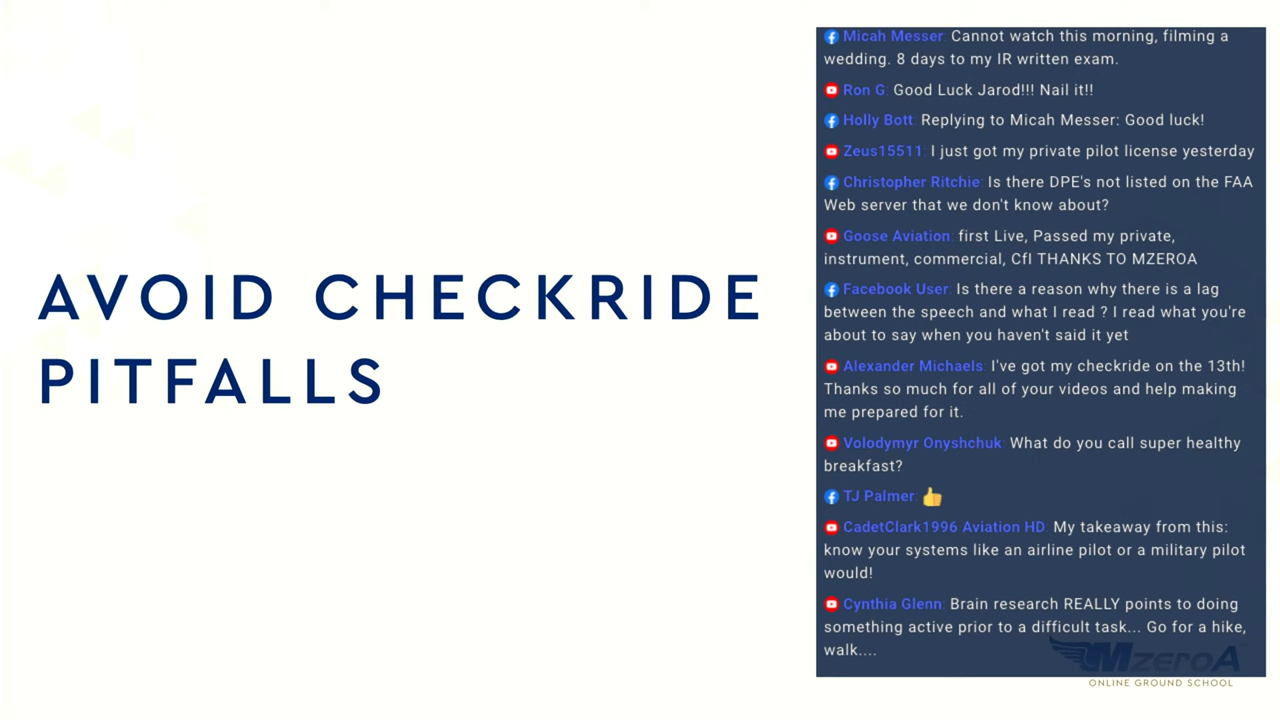 AVOID CHECKRIDE
PITFALLS
Micah Messer: Cannot watch this morning, filming a
wedding. 8 days to my IR written exam.
Ron G: Good Luck Jarod!!! Nail it!!
Holly Bott: Replying to Micah Messer: Good luck!
Zeus15511: I just got my private pilot license yesterday
Christopher Ritchie: Is there DPE's not listed on the FAA
Web server that we don't know about?
Goose Aviation: first Live, Passed my private,
instrument, commercial, CfI THANKS TO MZEROA
Facebook User: Is there a reason why there is a lag
between the speech and what I read ? I read what you're
about to say when you haven't said it yet
Alexander Michaels: I've got my checkride on the 13th!
Thanks so much for all of your videos and help making
me prepared for it.
Volodymyr Onyshchuk: What do you call super healthy
breakfast?
TJ Palmer: 👍
CadetClark1996 Aviation HD: My takeaway from this:
know your systems like an airline pilot or a military pilot
would!
Cynthia Glenn: Brain research REALLY points to doing
something active prior to a difficult task... Go for a hike,
walk....
MzeroA
ONLINE GROUND SCHOOL